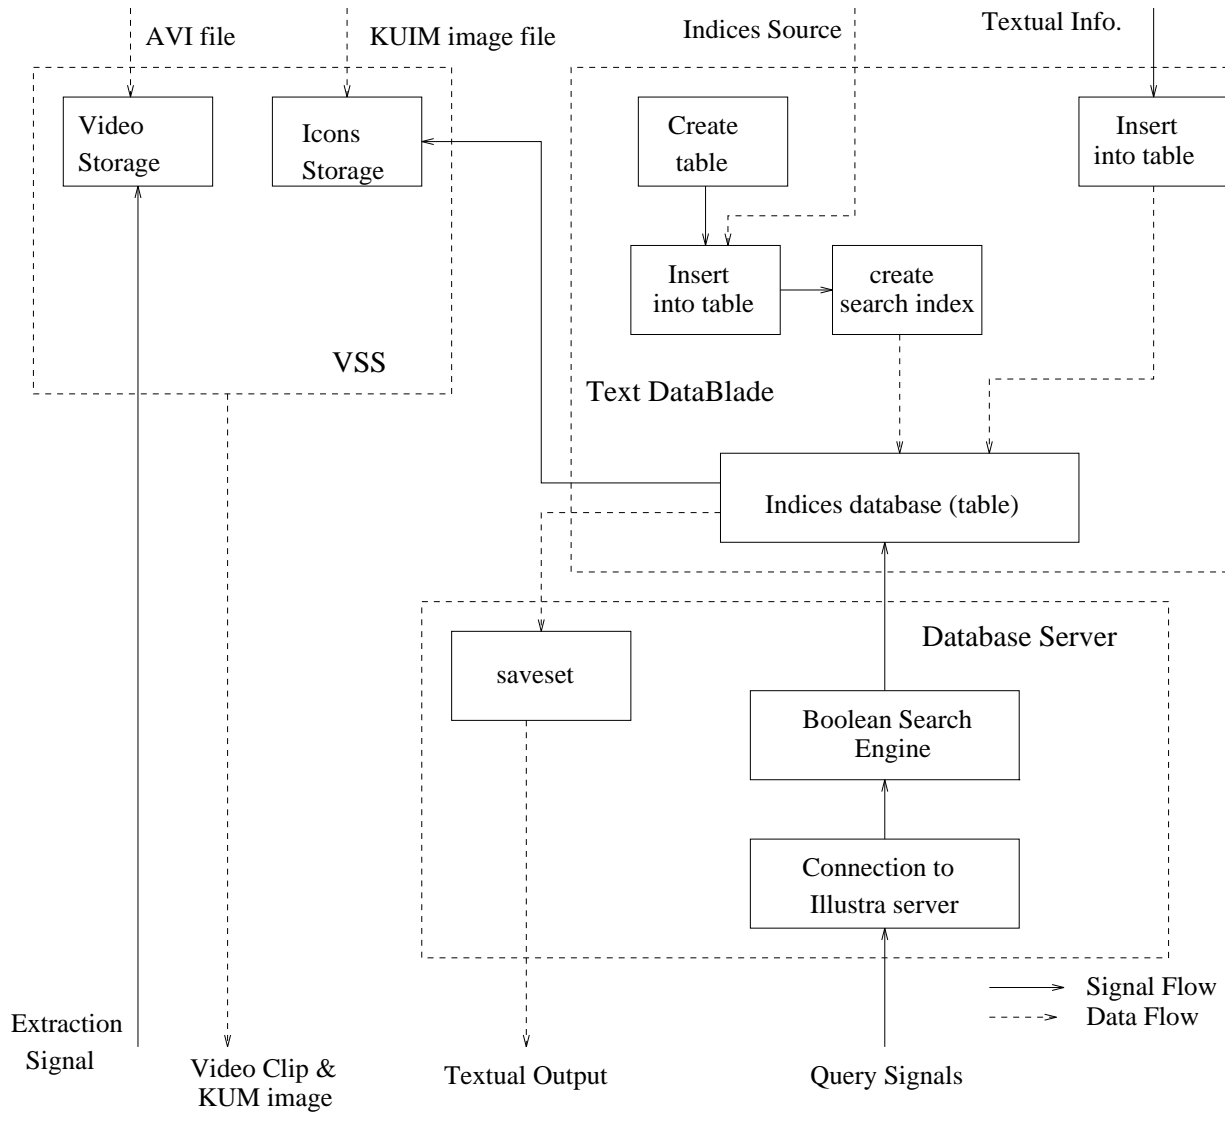 AVI file
KUIM image file
Indices Source
Textual Info.
Video
Storage
Icons
Storage
Create
table
Insert
into table
Insert
into table
create
search index
VSS
Text DataBlade
Indices database (table)
Database Server
saveset
Boolean Search
Engine
Connection to
Illustra server
Signal Flow
Data Flow
Extraction
Signal
Video Clip &
KUM image
Textual Output
Query Signals